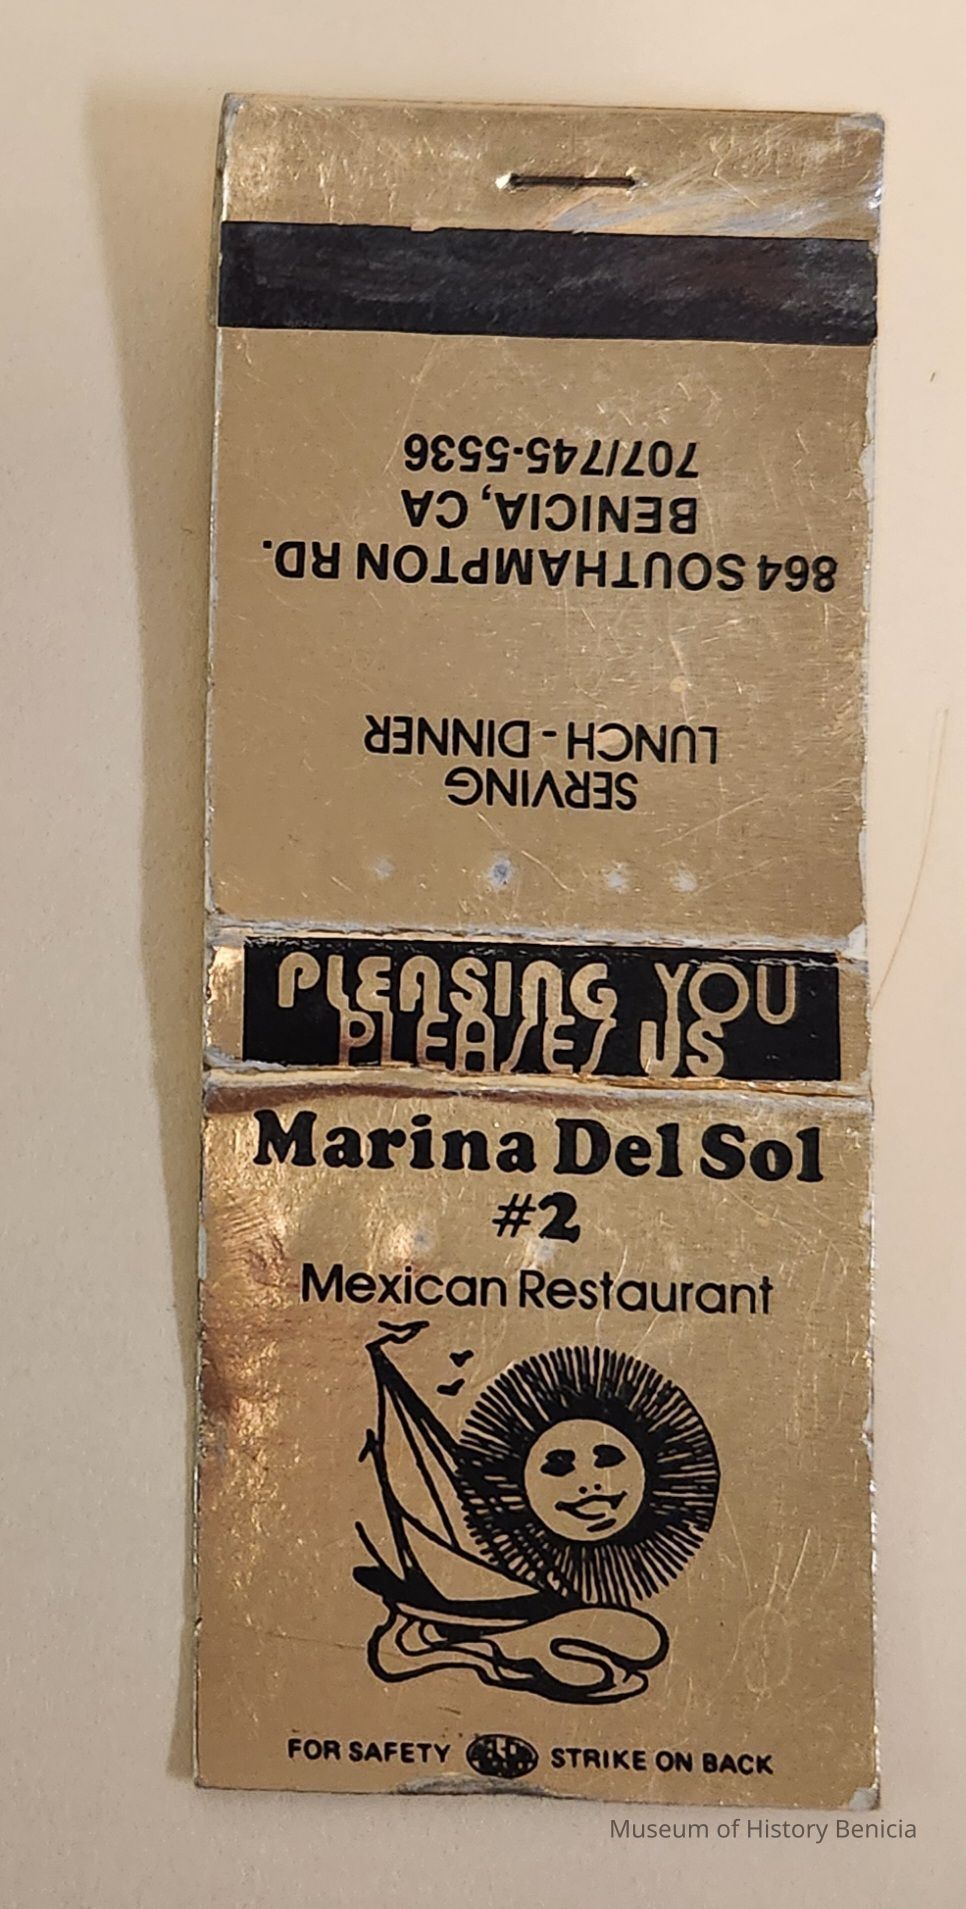 707/745-5536
BENICIA, CA
864 SOUTHAMPTON RD.
LUNCH - DINNER
SERVING
PLEASING YOU
PLEASES US
Marina Del Sol
#2
Mexican Restaurant
FOR SAFETY STRIKE ON BACK
Museum of History Benicia